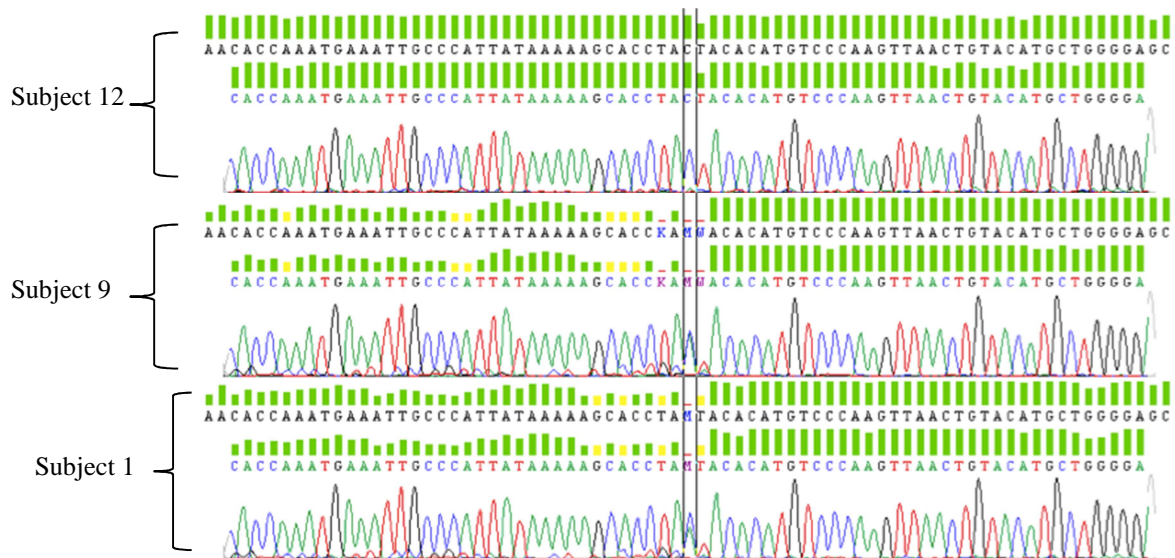 Subject 12
AACACCAAATGAAATTGCCCATTATAAAAAGCACCTACTACACATGTCCCAAGTTAACTGTACATGCTGGGGAGC
CACCAAATGAAATTGCCCATTATAAAAAGCACCTACTACACATGTCCCAAGTTAACTGTACATGCTGGGGA
Subject 9
AACACCAAATGAAATTGCCCATTATAAAAAGCACCKAMWACACATGTCCCAAGTTAACTGTACATGCTGGGGAGC
CACCAAATGAAATTGCCCATTATAAAAAGCACCKAMWACACATGTCCCAAGTTAACTGTACATGCTGGGGA
Subject 1
AACACCAAATGAAATTGCCCATTATAAAAAGCACCTAMTACACATGTCCCAAGTTAACTGTACATGCTGGGGAGC
CACCAAATGAAATTGCCCATTATAAAAAGCACCTAMTACACATGTCCCAAGTTAACTGTACATGCTGGGGA